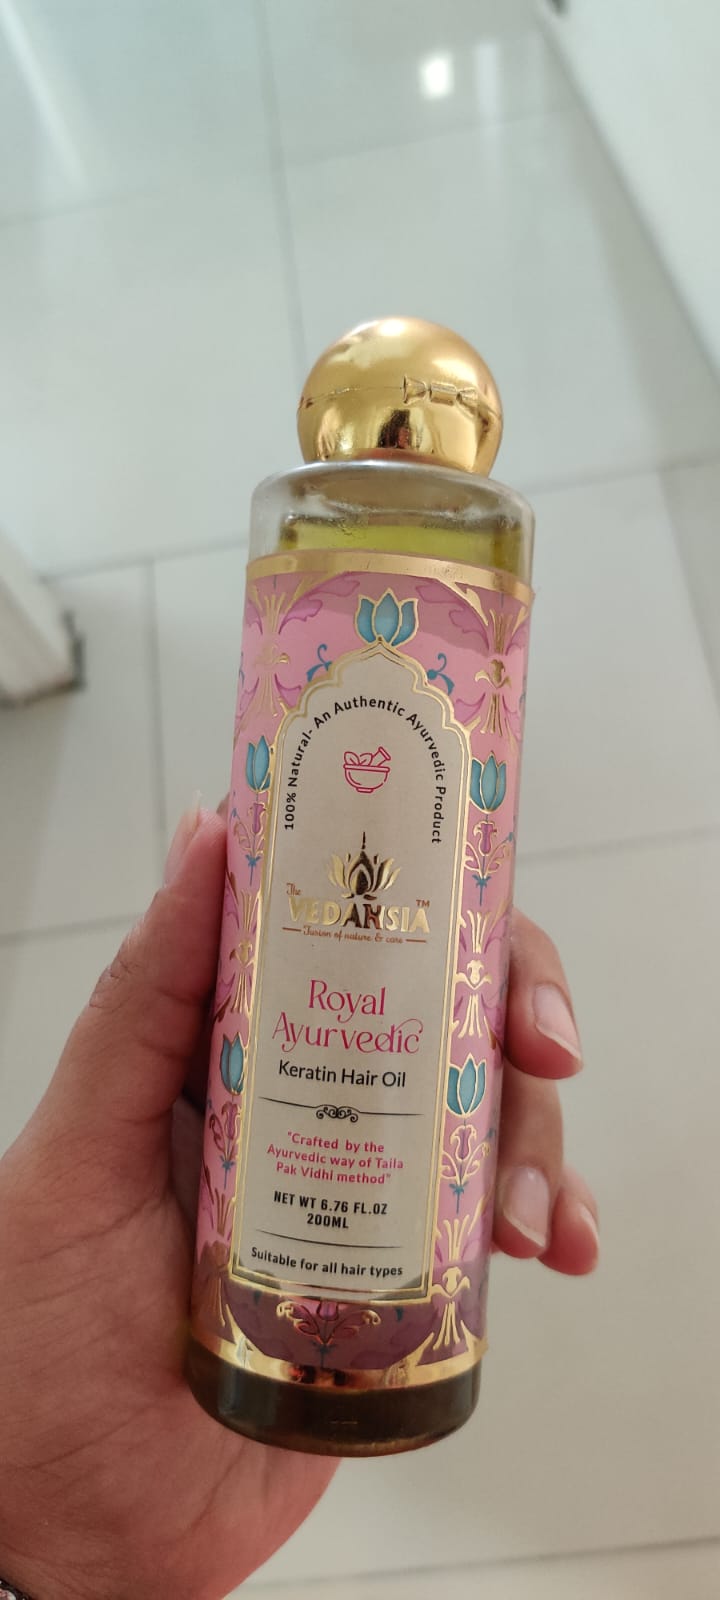 100% Natural- An Authentic Ayurvedic Product
The
VEDANSIA™
Fusion of nature & care
Royal
Ayurvedic
Keratin Hair Oil
"Crafted by the
Ayurvedic way of Taila
Pak Vidhi method"
NET WT 6.76 FL.OZ
200ML
Suitable for all hair types